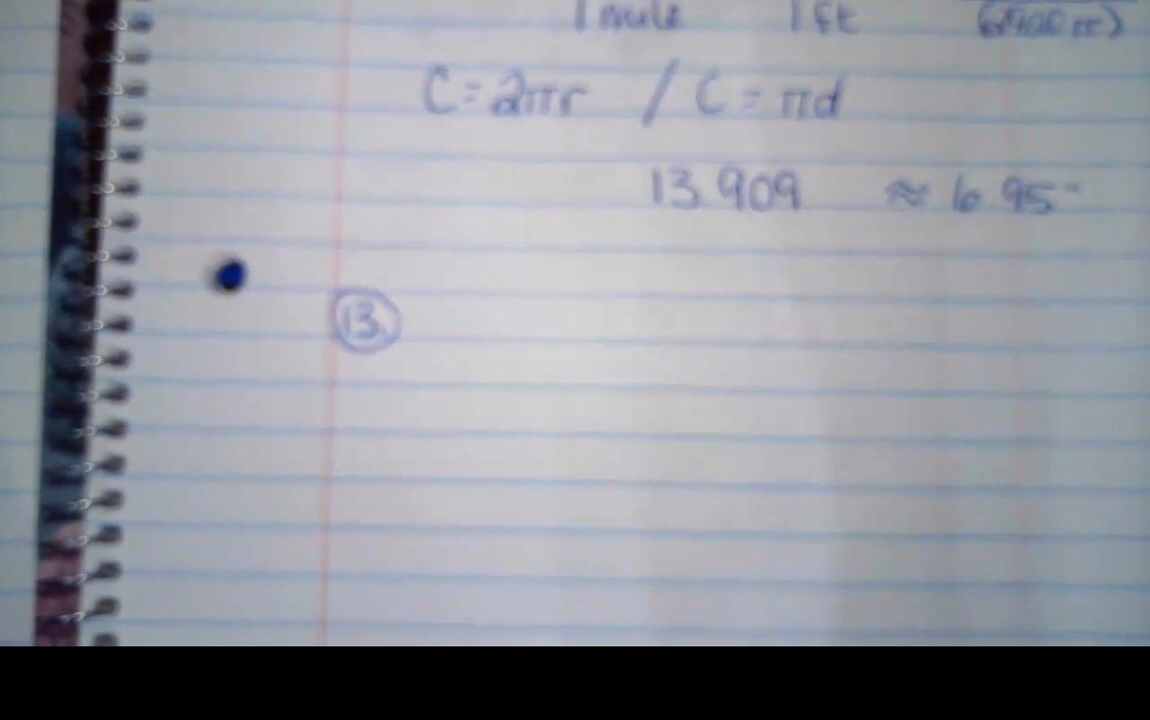 1 mile 1 ft
C = 2πr / C = πd
13.909 ≈ 6.95"
13.